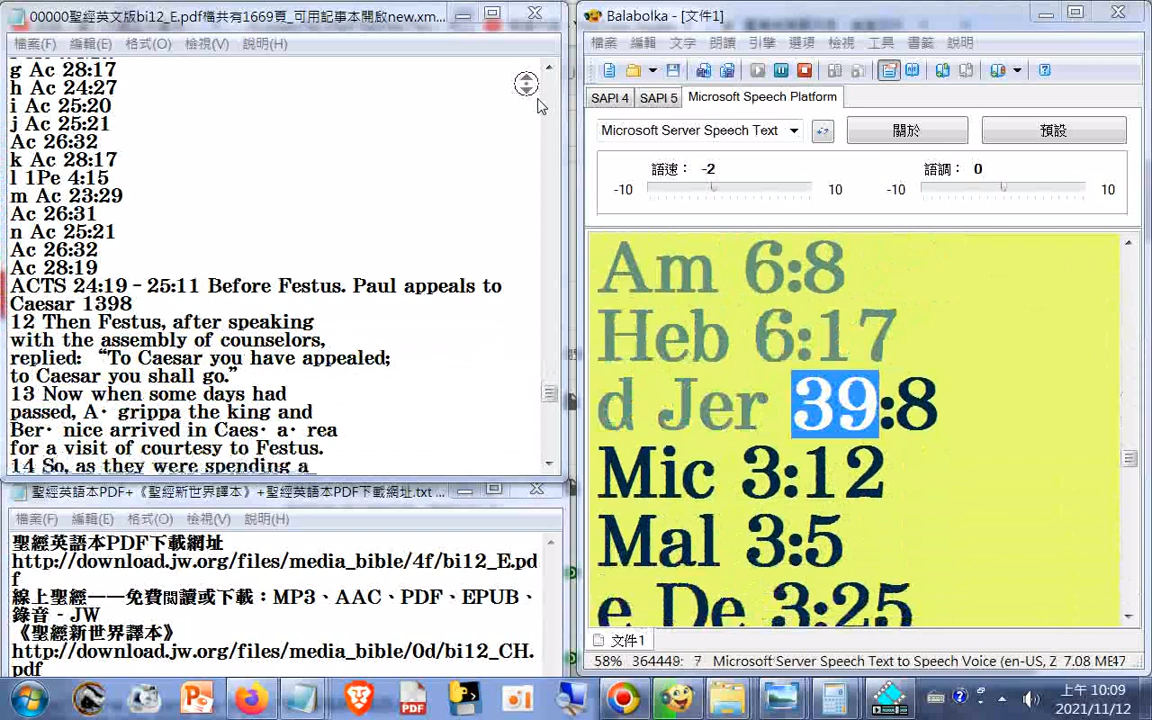 00000聖經英文版bi12_E.pdf檔共有1669頁_可用記事本開啟new.xm...
檔案(F) 編輯(E) 格式(O) 檢視(V) 說明(H)
g Ac 28:17
h Ac 24:27
i Ac 25:20
j Ac 25:21
Ac 26:32
k Ac 28:17
l 1Pe 4:15
m Ac 23:29
Ac 26:31
n Ac 25:21
Ac 26:32
Ac 28:19
ACTS 24:19–25:11 Before Festus. Paul appeals to
Caesar 1398
12 Then Festus, after speaking
with the assembly of counselors,
replied: “To Caesar you have appealed;
to Caesar you shall go.”
13 Now when some days had
passed, A· grippa the king and
Ber· nice arrived in Caes· a· rea
for a visit of courtesy to Festus.
14 So, as they were spending a
聖經英語本PDF+《聖經新世界譯本》+聖經英語本PDF下載網址.txt ...
檔案(F) 編輯(E) 格式(O) 檢視(V) 說明(H)
聖經英語本PDF下載網址
http://download.jw.org/files/media_bible/4f/bi12_E.pd
f
線上聖經——免費閱讀或下載：MP3、AAC、PDF、EPUB、
錄音 - JW
《聖經新世界譯本》
http://download.jw.org/files/media_bible/0d/bi12_CH.
pdf
Balabolka - [文件1]
檔案 編輯 文字 朗讀 引擎 選項 檢視 工具 書籤 說明
SAPI 4 SAPI 5 Microsoft Speech Platform
Microsoft Server Speech Text 關於 預設
語速： -2 語調： 0
-10 10 -10 10
Am 6:8
Heb 6:17
d Jer 39:8
Mic 3:12
Mal 3:5
e De 3:25
文件1
58% 364449: 7 Microsoft Server Speech Text to Speech Voice (en-US, Z 7.08 MB
上午 10:09
2021/11/12